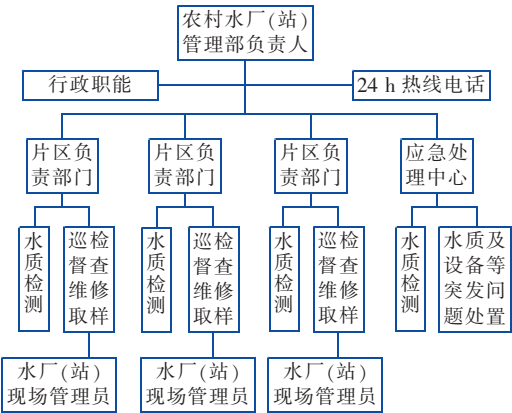 农村水厂(站)
管理部负责人
行政职能
24 h 热线电话
片区负
责部门
片区负
责部门
片区负
责部门
应急处
理中心
水质检测
巡检
督查
维修
取样
水质检测
巡检
督查
维修
取样
水质检测
巡检
督查
维修
取样
水质检测
水质及
设备等
突发问
题处置
水厂(站)
现场管理员
水厂(站)
现场管理员
水厂(站)
现场管理员